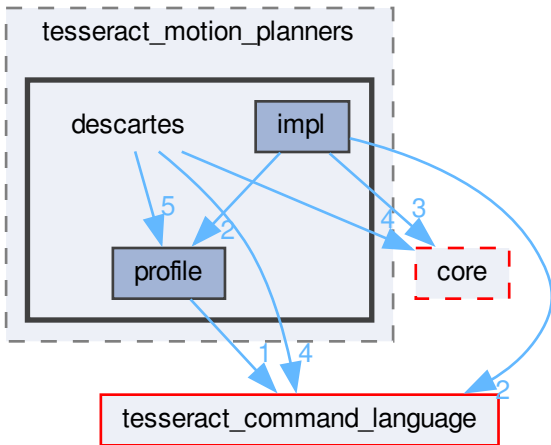 tesseract_motion_planners
descartes
impl
5
2
4
3
profile
core
1
4
2
tesseract_command_language